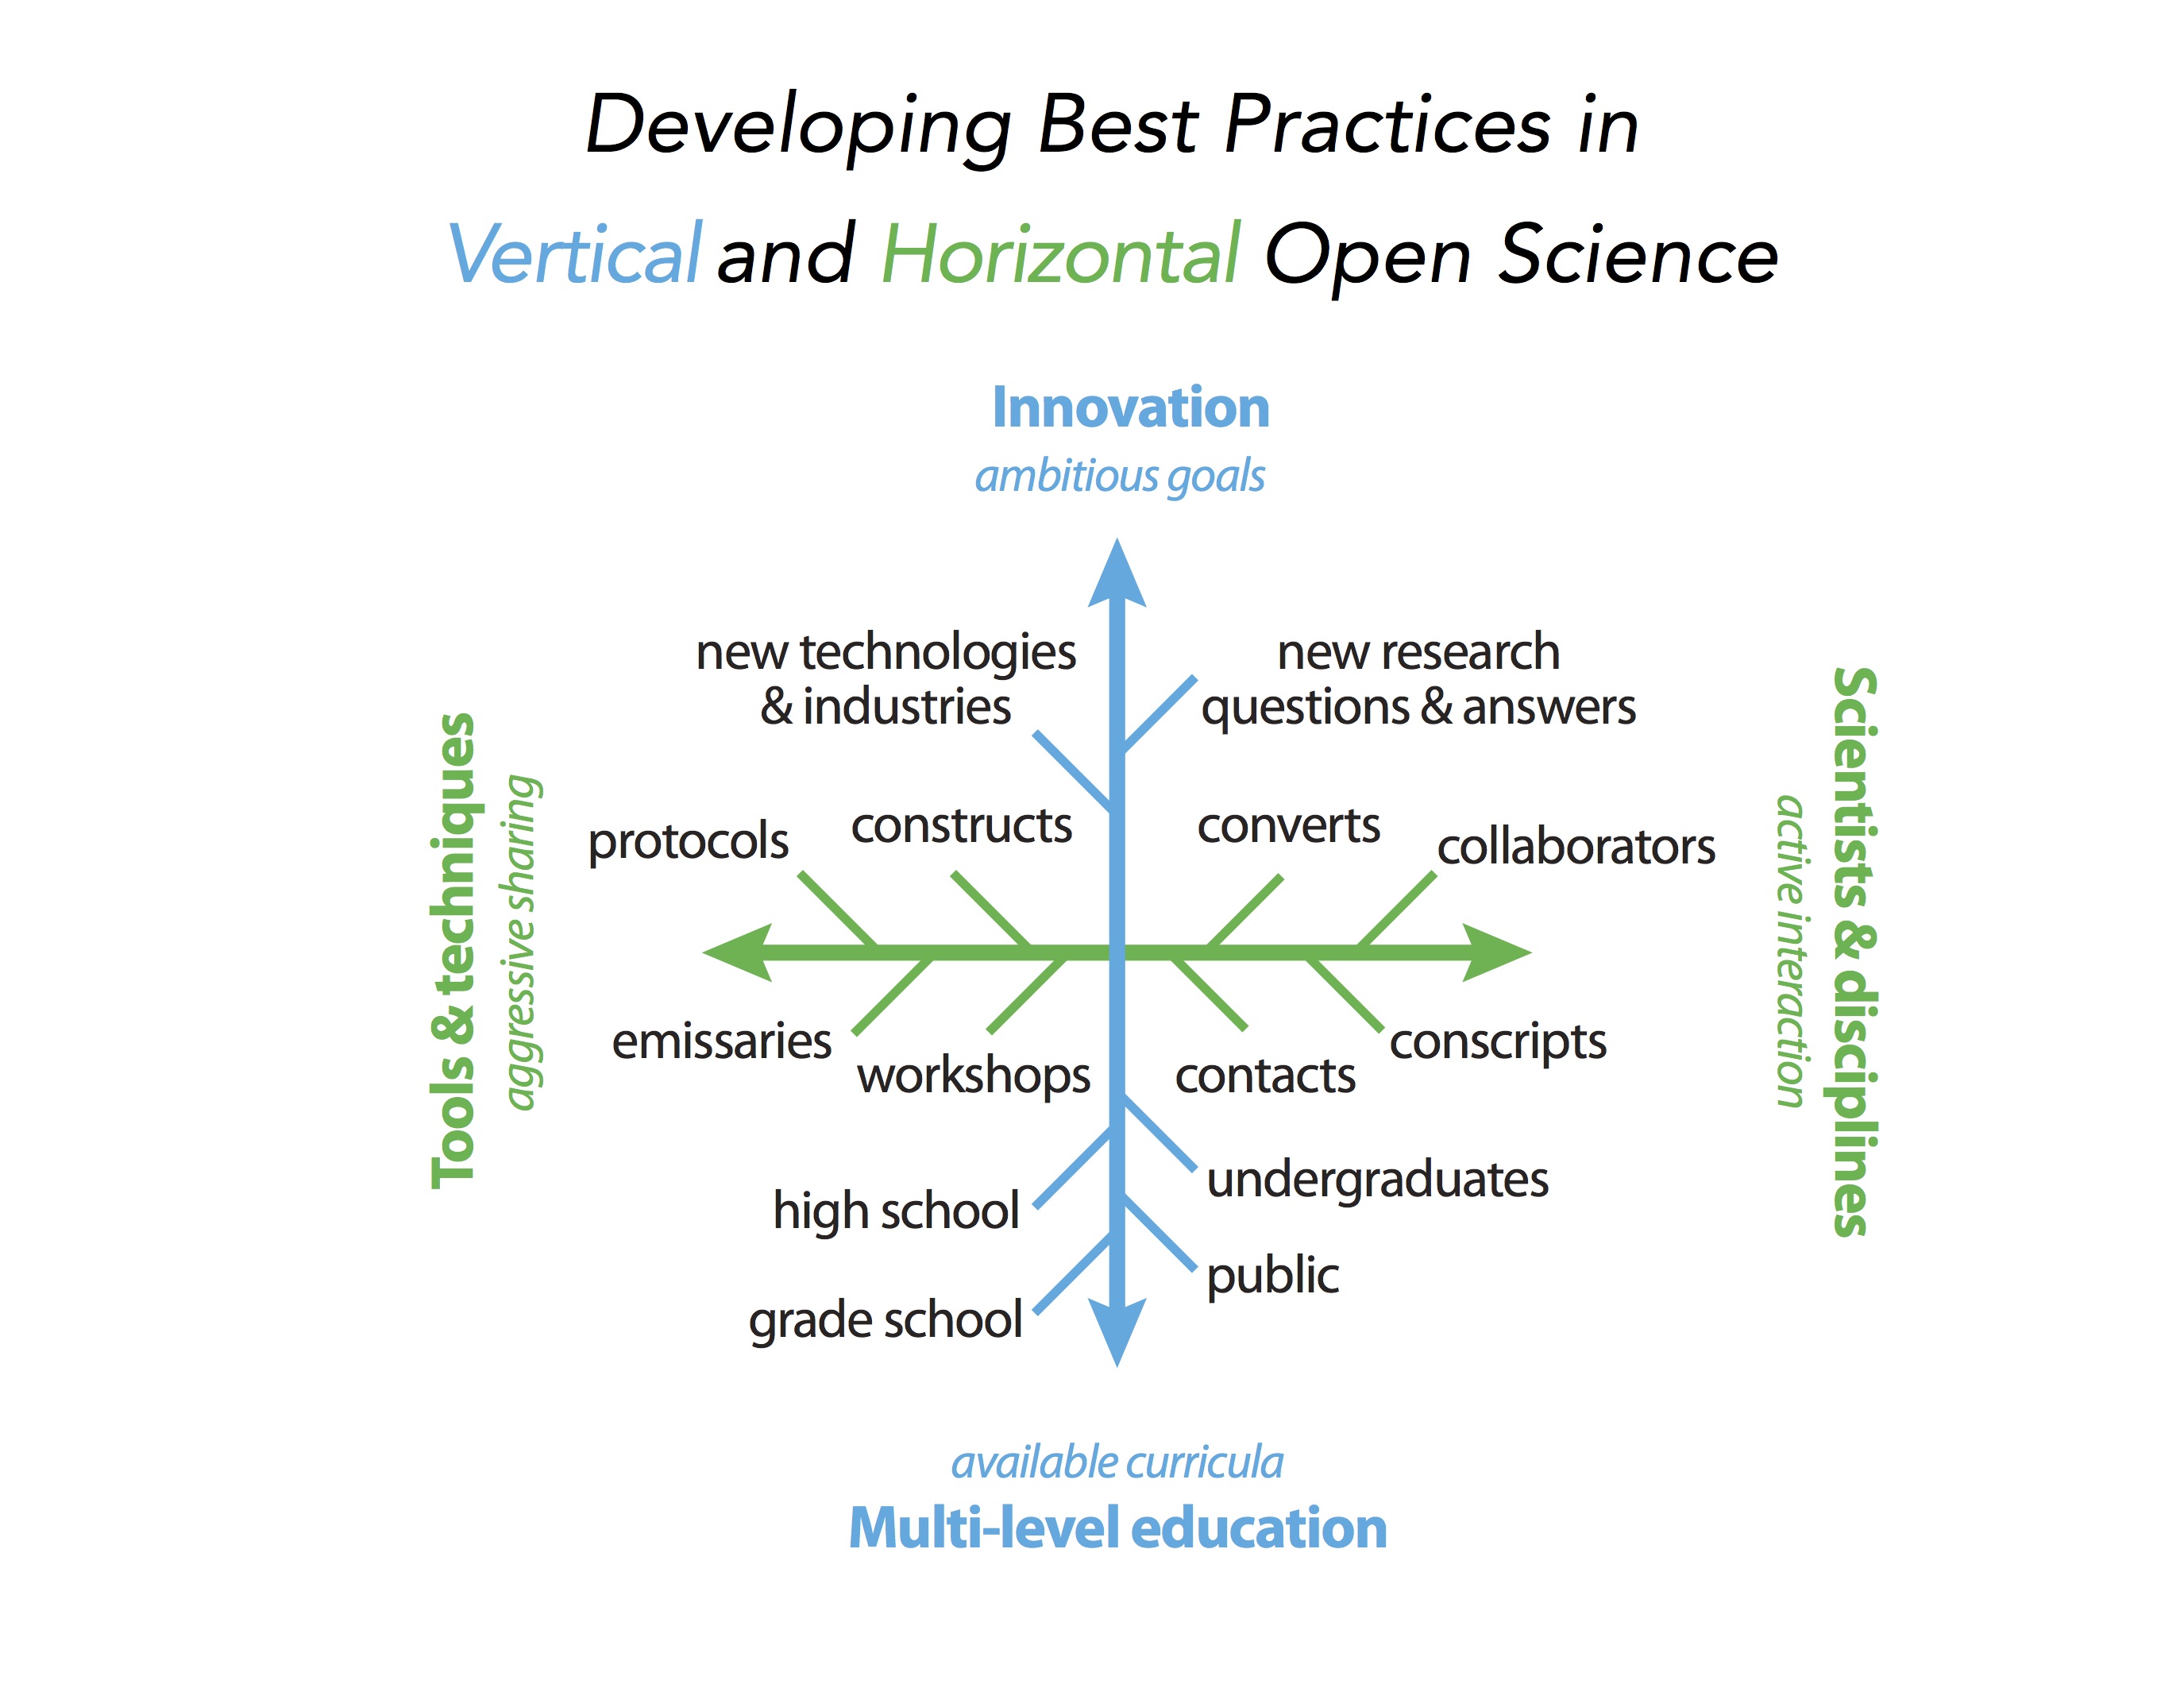 Developing Best Practices in
Vertical and Horizontal Open Science
Innovation
ambitious goals
new technologies
& industries
new research
questions & answers
Tools & techniques
aggressive sharing
protocols
constructs
converts
collaborators
emissaries
workshops
contacts
conscripts
active interaction
Scientists & disciplines
high school
undergraduates
grade school
public
available curricula
Multi-level education